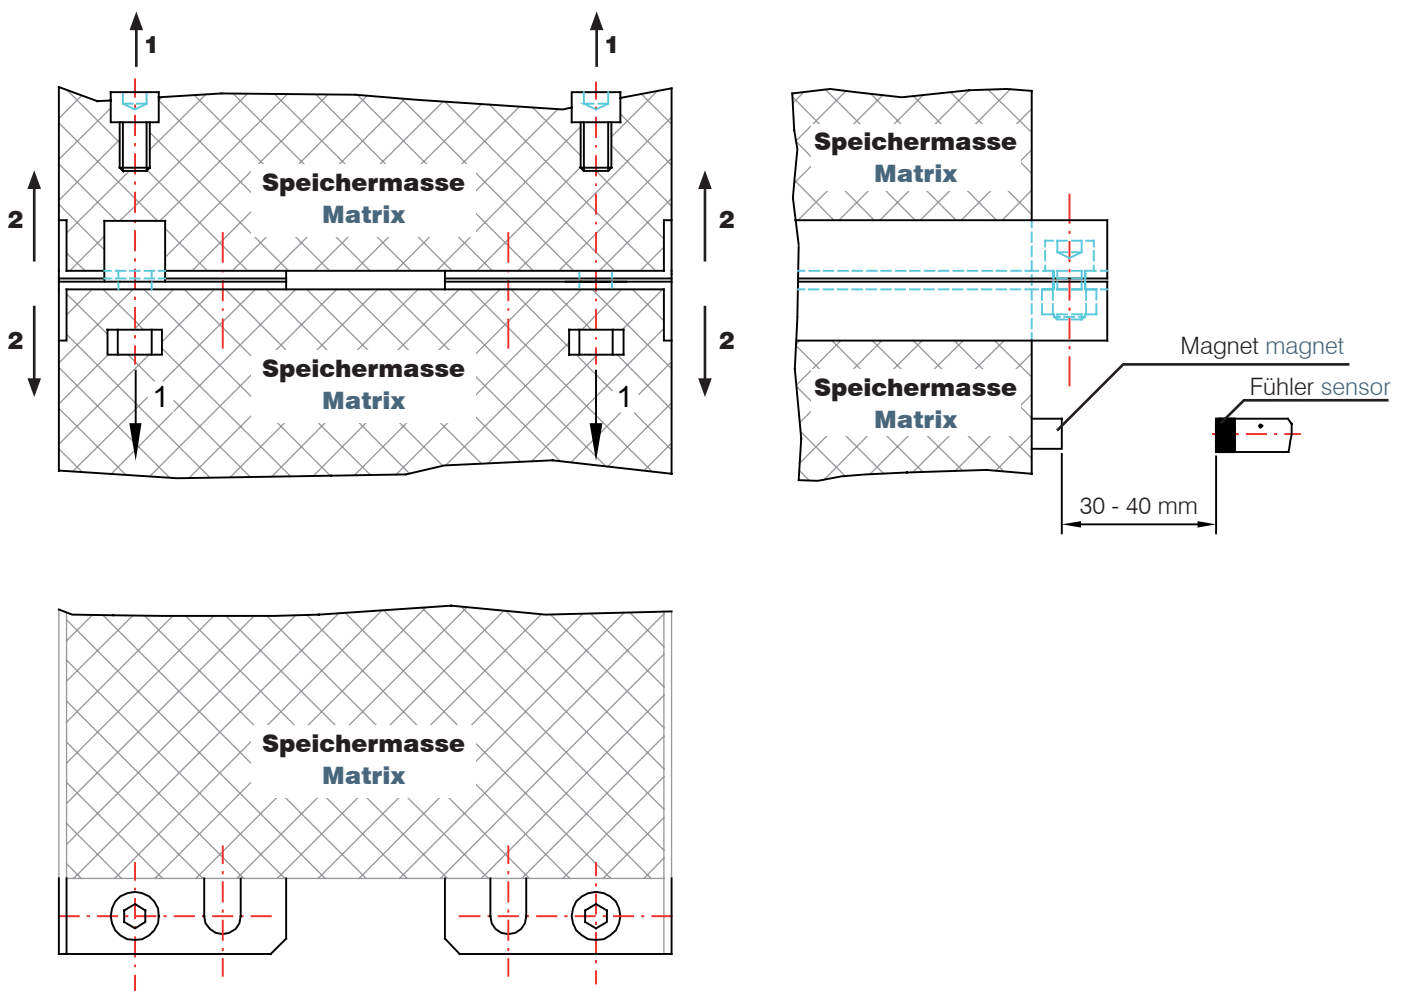 1
1
Speichermasse
Matrix
2
2
2
2
Speichermasse
Matrix
1
1
Speichermasse
Matrix
Speichermasse
Matrix
Magnet magnet
Fühler sensor
30 - 40 mm
Speichermasse
Matrix